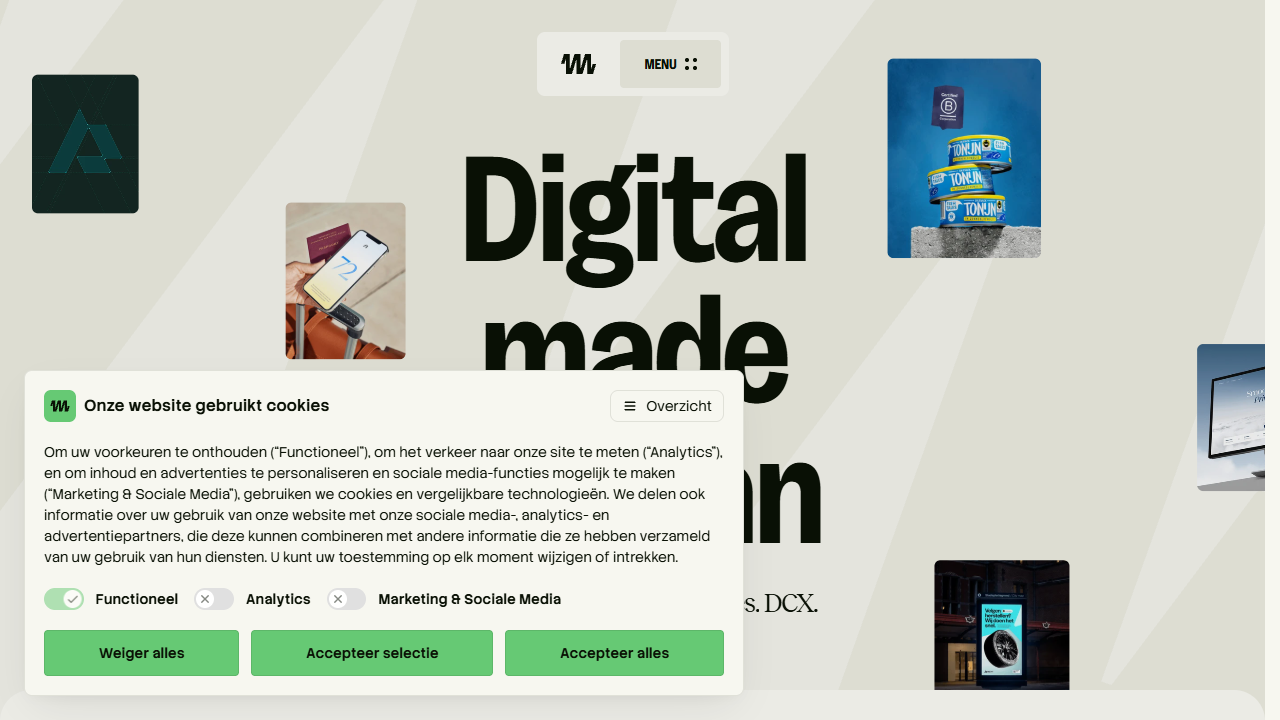 MENU
Digital
made
s. DCX.
Certified
B
Corporation
TONIJN
TONIJN
TONIJN
72
Onze website gebruikt cookies
Overzicht
Om uw voorkeuren te onthouden (“Functioneel”), om het verkeer naar onze site te meten (“Analytics”),
en om inhoud en advertenties te personaliseren en sociale media-functies mogelijk te maken
(“Marketing & Sociale Media”), gebruiken we cookies en vergelijkbare technologieën. We delen ook
informatie over uw gebruik van onze website met onze sociale media-, analytics- en
advertentiepartners, die deze kunnen combineren met andere informatie die ze hebben verzameld
van uw gebruik van hun diensten. U kunt uw toestemming op elk moment wijzigen of intrekken.
Functioneel
Analytics
Marketing & Sociale Media
Weiger alles
Accepteer selectie
Accepteer alles